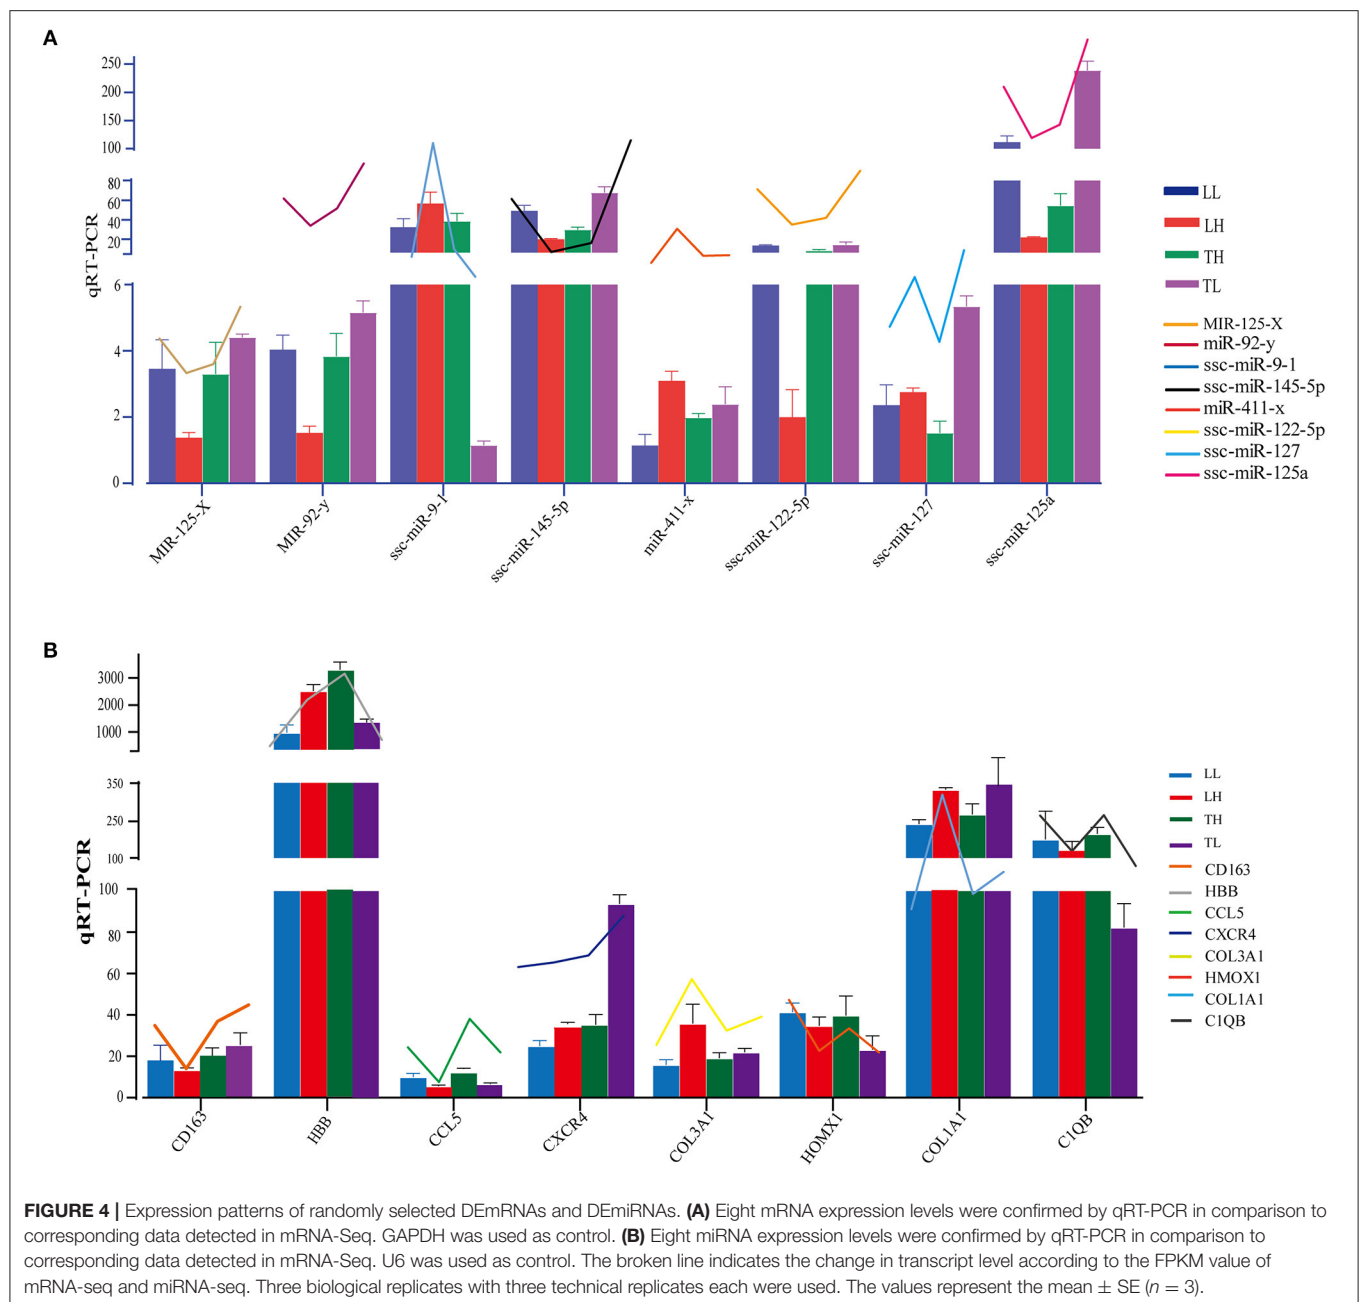 A
qRT-PCR
250
200
150
100
80
60
40
20
6
4
2
0
MIR-125-X
MIR-92-y
ssc-miR-9-1
ssc-miR-145-5p
miR-411-x
ssc-miR-122-5p
ssc-miR-127
ssc-miR-125a
LL
LH
TH
TL
MIR-125-X
miR-92-y
ssc-miR-9-1
ssc-miR-145-5p
miR-411-x
ssc-miR-122-5p
ssc-miR-127
ssc-miR-125a
B
qRT-PCR
3000
2000
1000
350
250
100
100
80
60
40
20
0
CD163
HBB
CCL5
CXCR4
COL3A1
HOMX1
COL1A1
C1QB
LL
LH
TH
TL
CD163
HBB
CCL5
CXCR4
COL3A1
HMOX1
COL1A1
C1QB
FIGURE 4 | Expression patterns of randomly selected DEmRNAs and DEmiRNAs. (A) Eight mRNA expression levels were confirmed by qRT-PCR in comparison to
corresponding data detected in mRNA-Seq. GAPDH was used as control. (B) Eight miRNA expression levels were confirmed by qRT-PCR in comparison to
corresponding data detected in mRNA-Seq. U6 was used as control. The broken line indicates the change in transcript level according to the FPKM value of
mRNA-seq and miRNA-seq. Three biological replicates with three technical replicates each were used. The values represent the mean ± SE (n = 3).